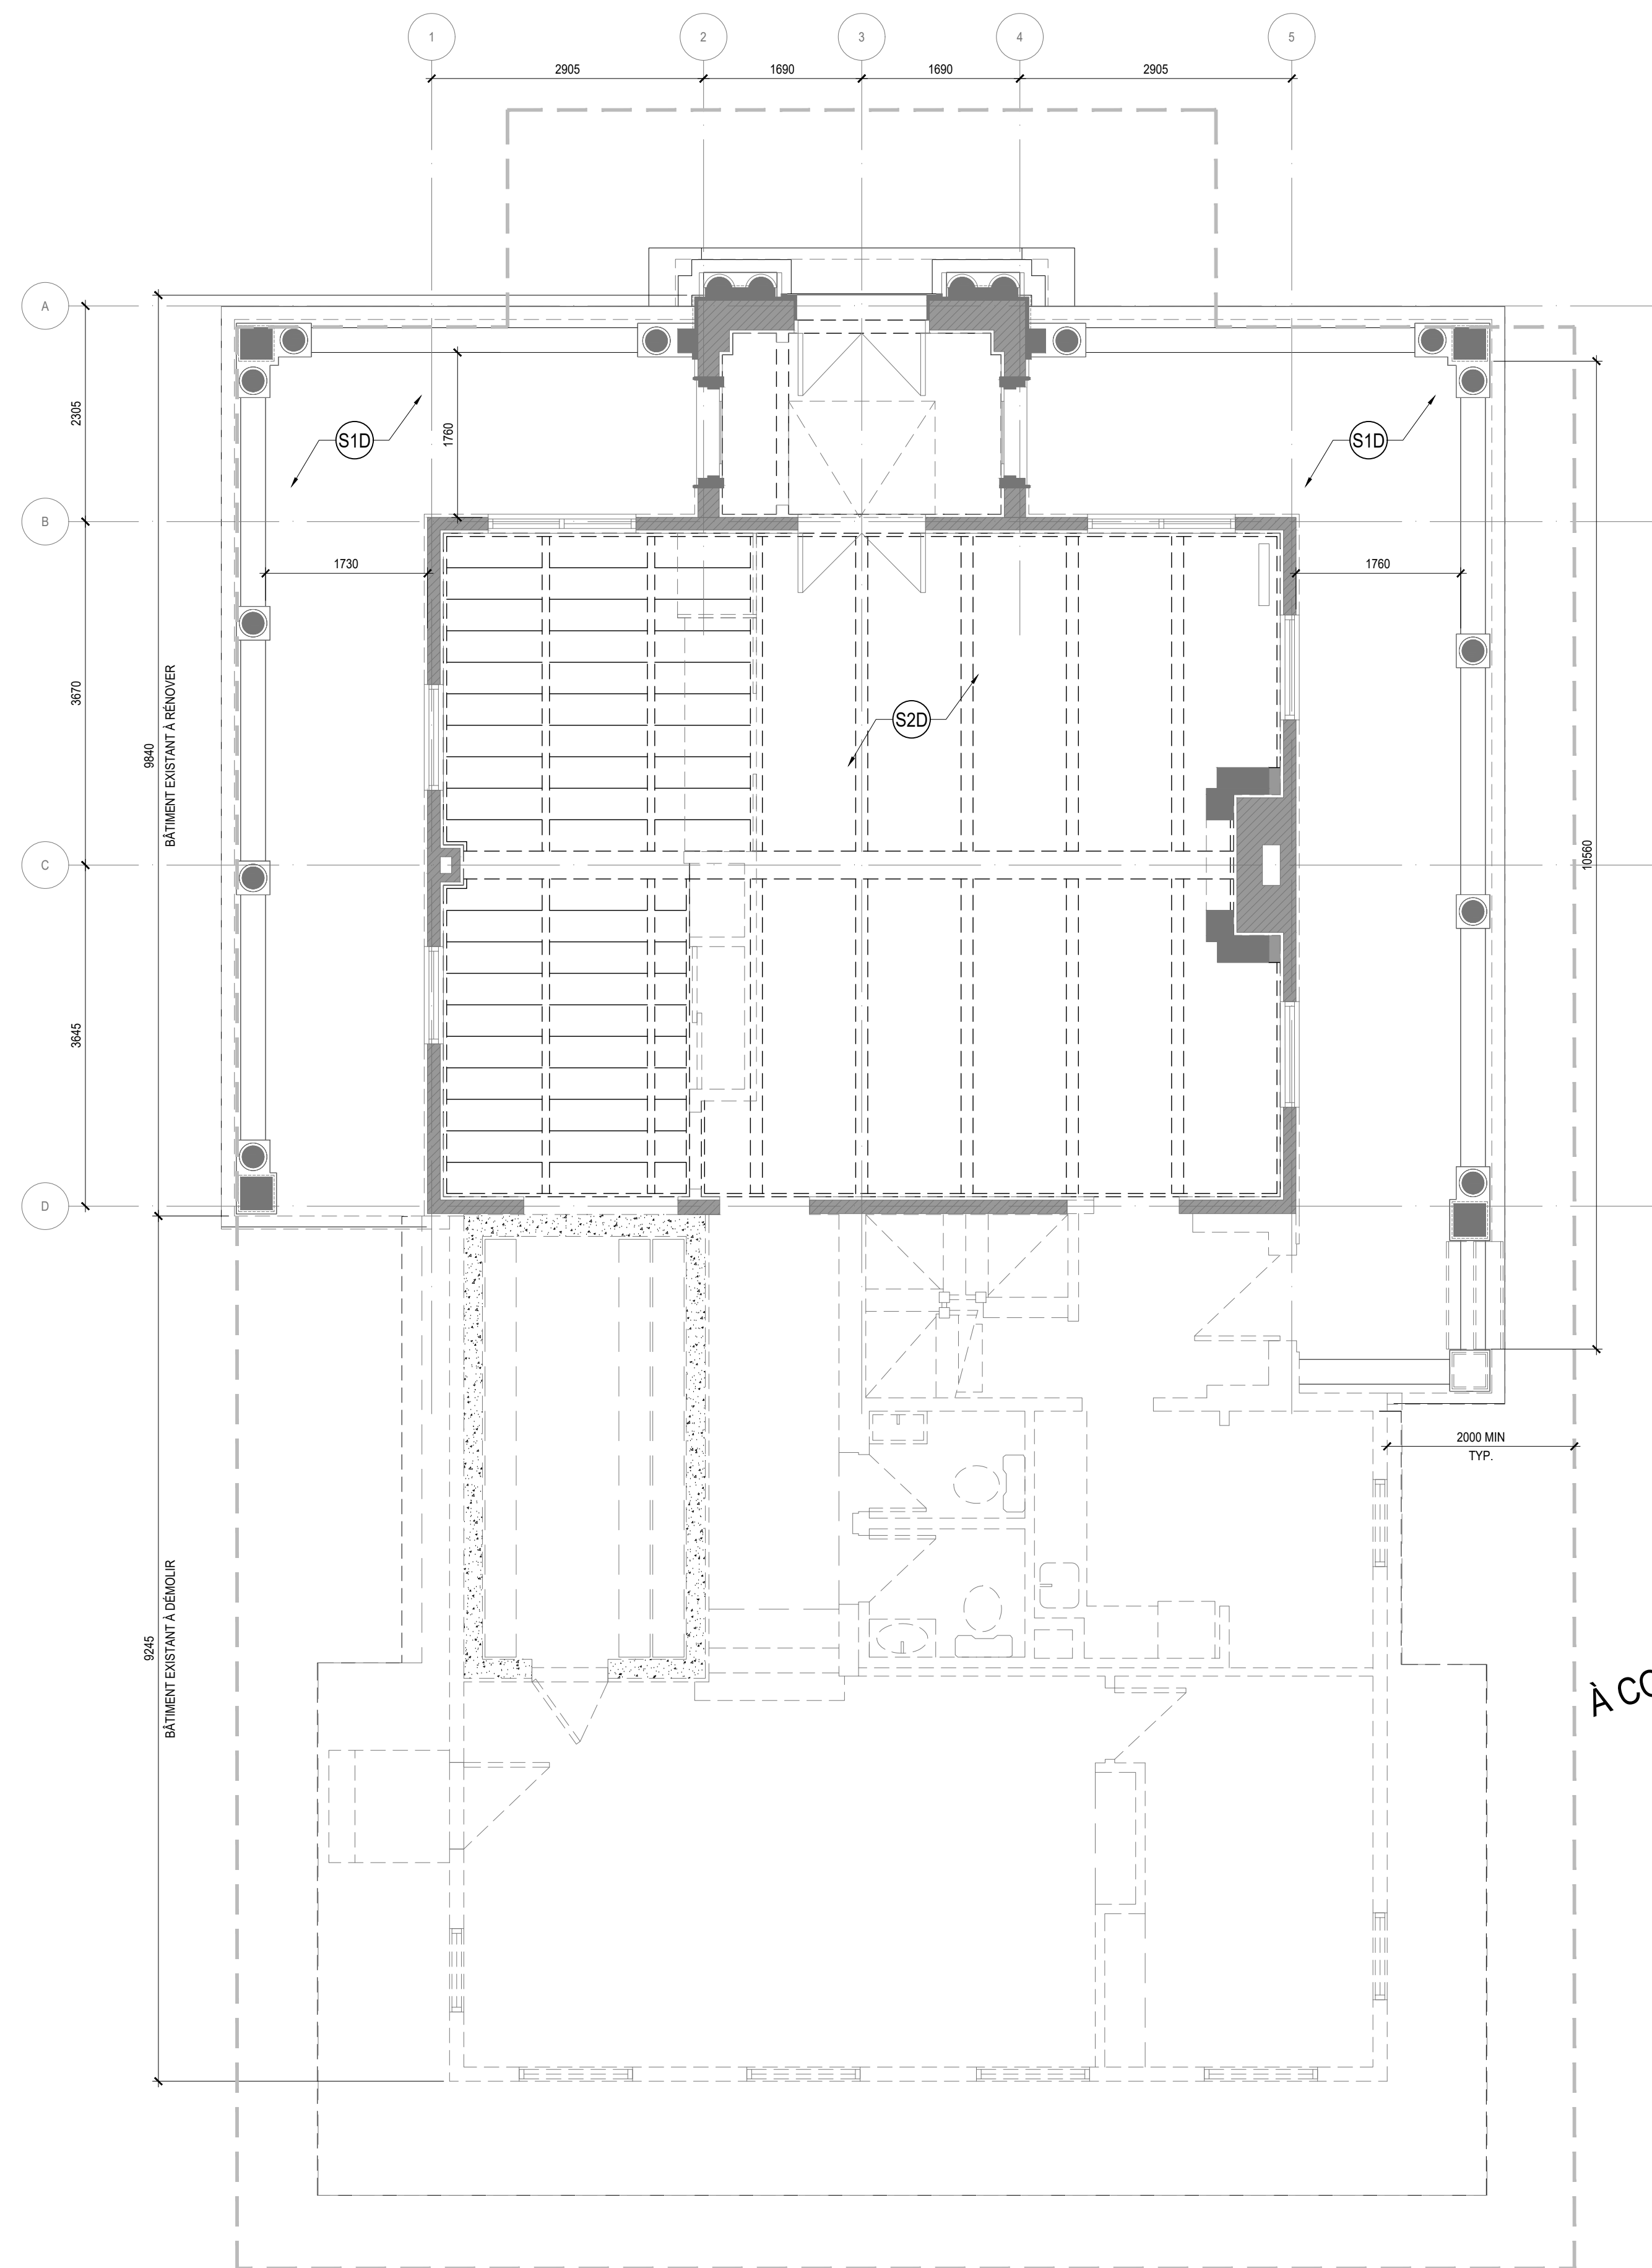 1
2
3
4
5
2905
1690
1690
2905
A
2305
1760
S1D
S1D
B
1730
1760
3670
9840
BÂTIMENT EXISTANT À RÉNOVER
S2D
C
10560
3645
D
2000 MIN
TYP.
9245
BÂTIMENT EXISTANT À DÉMOLIR
À CO